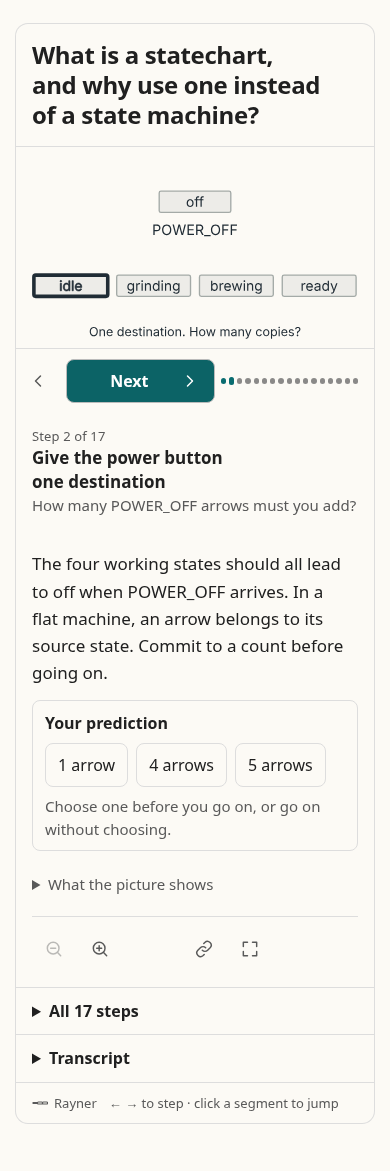 What is a statechart,
and why use one instead
of a state machine?
off
POWER_OFF
idle grinding brewing ready
One destination. How many copies?
Next
Step 2 of 17
Give the power button
one destination
How many POWER_OFF arrows must you add?
The four working states should all lead
to off when POWER_OFF arrives. In a
flat machine, an arrow belongs to its
source state. Commit to a count before
going on.
Your prediction
1 arrow 4 arrows 5 arrows
Choose one before you go on, or go on
without choosing.
What the picture shows
All 17 steps
Transcript
Rayner ← → to step · click a segment to jump